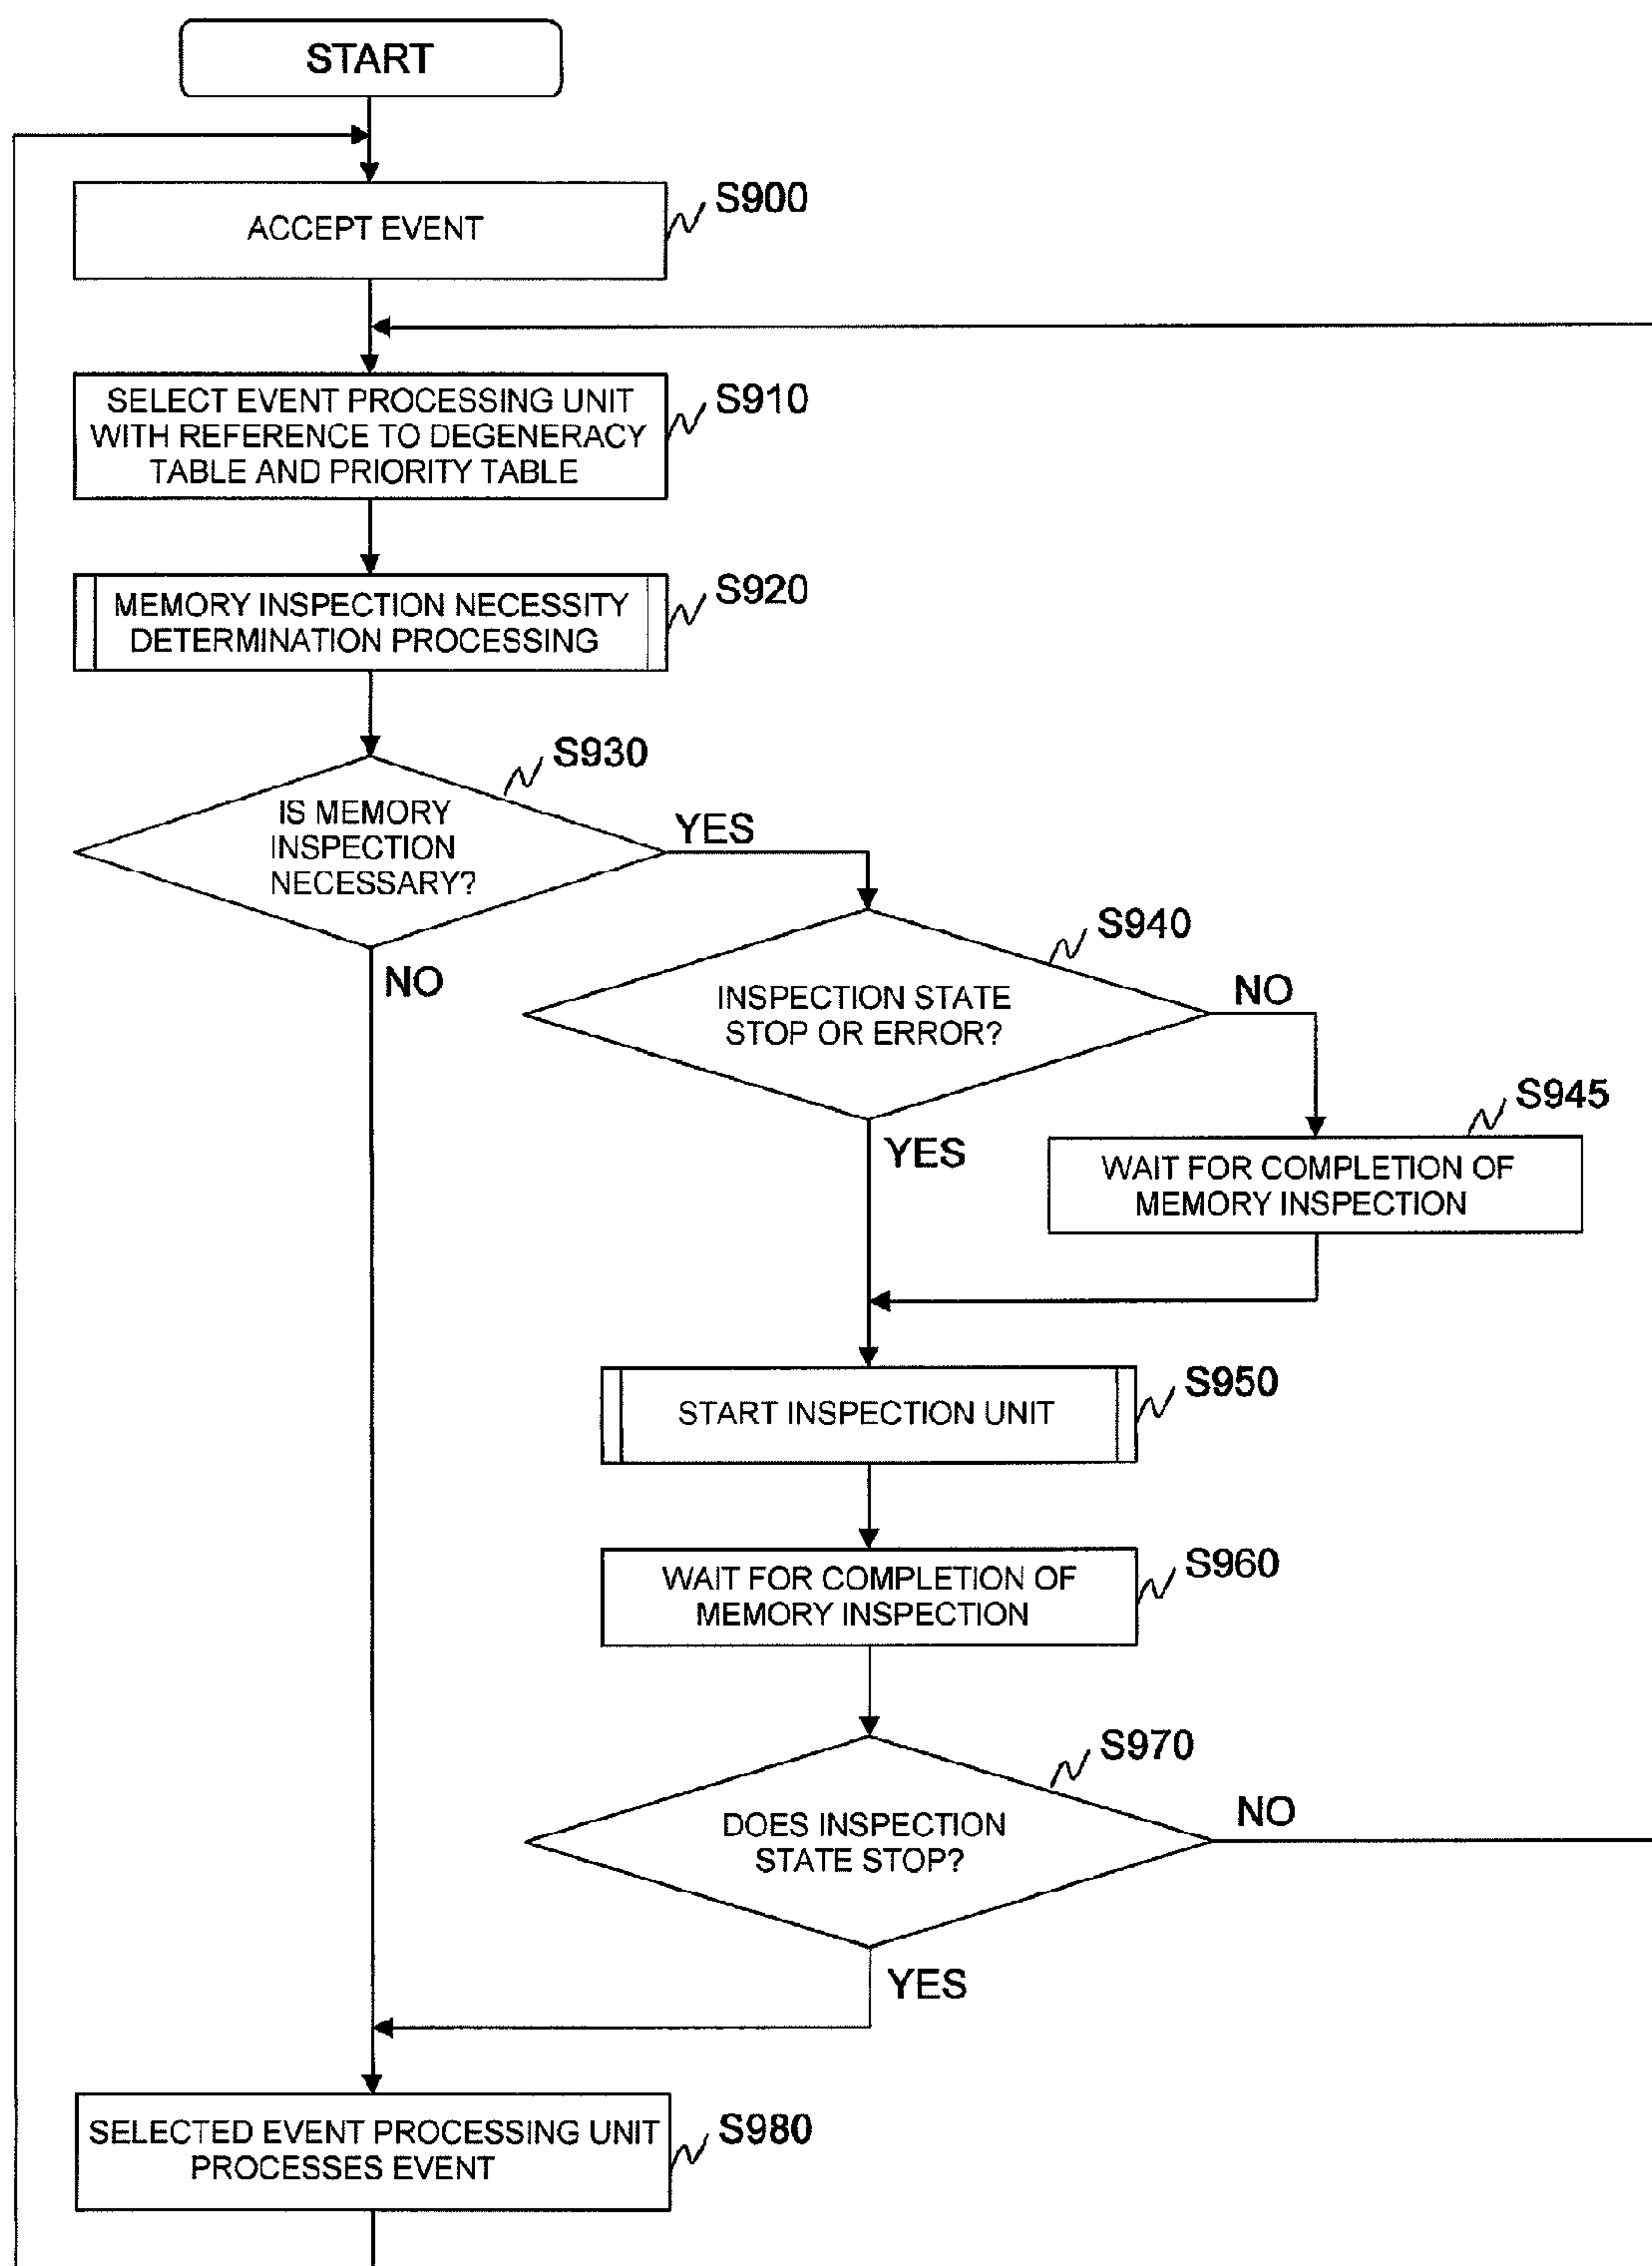 START
ACCEPT EVENT
S900
SELECT EVENT PROCESSING UNIT
WITH REFERENCE TO DEGENERACY
TABLE AND PRIORITY TABLE
S910
MEMORY INSPECTION NECESSITY
DETERMINATION PROCESSING
S920
IS MEMORY
INSPECTION
NECESSARY?
S930
YES
NO
INSPECTION STATE
STOP OR ERROR?
S940
NO
YES
WAIT FOR COMPLETION OF
MEMORY INSPECTION
S945
START INSPECTION UNIT
S950
WAIT FOR COMPLETION OF
MEMORY INSPECTION
S960
DOES INSPECTION
STATE STOP?
S970
NO
YES
SELECTED EVENT PROCESSING UNIT
PROCESSES EVENT
S980